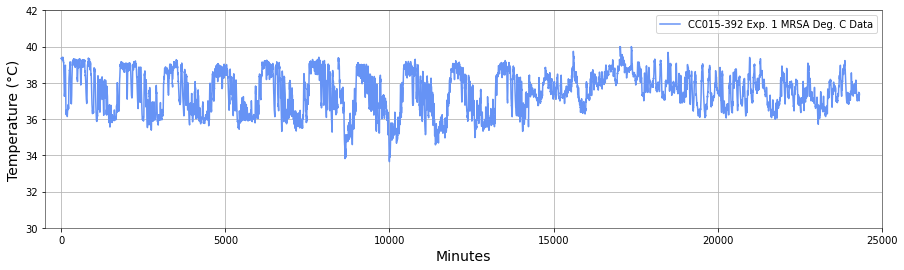 42
40
38
36
34
32
30
Temperature (°C)
CC015-392 Exp. 1 MRSA Deg. C Data
0 5000 10000 15000 20000 25000
Minutes